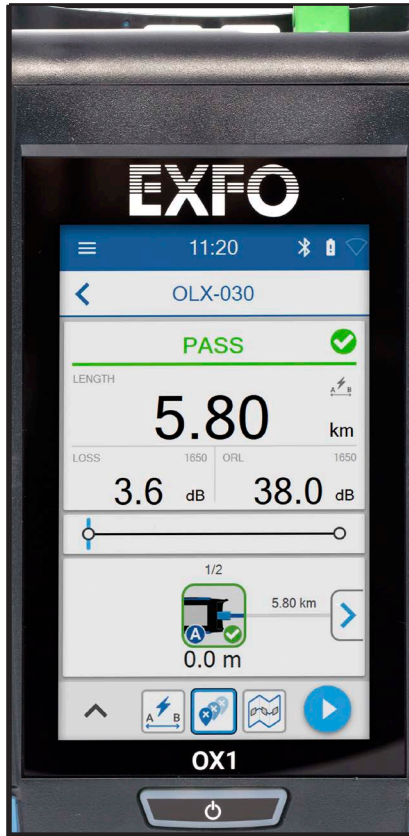 EXFO
11:20
OLX-030
PASS
LENGTH
A B
5.80 km
LOSS 1650 ORL 1650
3.6 dB 38.0 dB
1/2
A
5.80 km
0.0 m
A B
OX1